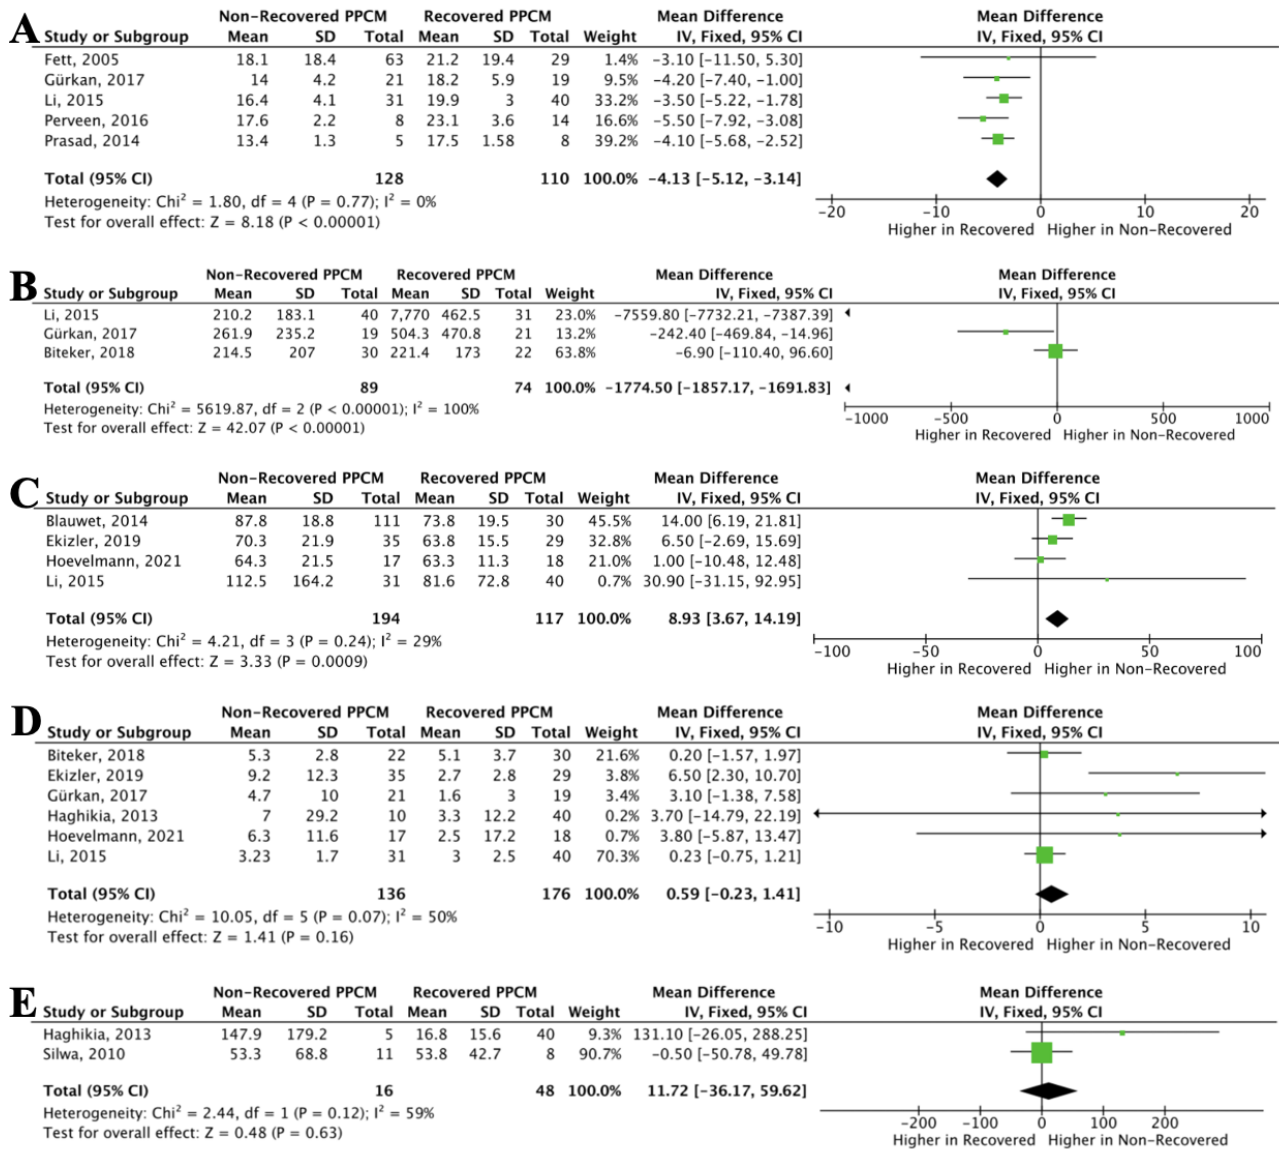 A
Non-Recovered PPCM Recovered PPCM Mean Difference Mean Difference
Study or Subgroup Mean SD Total Mean SD Total Weight IV, Fixed, 95% CI IV, Fixed, 95% CI
Fett, 2005 18.1 18.4 63 21.2 19.4 29 1.4% −3.10 [−11.50, 5.30]
Gürkan, 2017 14 4.2 21 18.2 5.9 19 9.5% −4.20 [−7.40, −1.00]
Li, 2015 16.4 4.1 31 19.9 3 40 33.2% −3.50 [−5.22, −1.78]
Perveen, 2016 17.6 2.2 8 23.1 3.6 14 16.6% −5.50 [−7.92, −3.08]
Prasad, 2014 13.4 1.3 5 17.5 1.58 8 39.2% −4.10 [−5.68, −2.52]
Total (95% CI) 128 110 100.0% −4.13 [−5.12, −3.14]
Heterogeneity: Chi² = 1.80, df = 4 (P = 0.77); I² = 0%
Test for overall effect: Z = 8.18 (P < 0.00001)
−20 −10 0 10 20
Higher in Recovered Higher in Non-Recovered
B
Non-Recovered PPCM Recovered PPCM Mean Difference Mean Difference
Study or Subgroup Mean SD Total Mean SD Total Weight IV, Fixed, 95% CI IV, Fixed, 95% CI
Li, 2015 210.2 183.1 40 7,770 462.5 31 23.0% −7559.80 [−7732.21, −7387.39]
Gürkan, 2017 261.9 235.2 19 504.3 470.8 21 13.2% −242.40 [−469.84, −14.96]
Biteker, 2018 214.5 207 30 221.4 173 22 63.8% −6.90 [−110.40, 96.60]
Total (95% CI) 89 74 100.0% −1774.50 [−1857.17, −1691.83]
Heterogeneity: Chi² = 5619.87, df = 2 (P < 0.00001); I² = 100%
Test for overall effect: Z = 42.07 (P < 0.00001)
−1000 −500 0 500 1000
Higher in Recovered Higher in Non-Recovered
C
Non-Recovered PPCM Recovered PPCM Mean Difference Mean Difference
Study or Subgroup Mean SD Total Mean SD Total Weight IV, Fixed, 95% CI IV, Fixed, 95% CI
Blauwet, 2014 87.8 18.8 111 73.8 19.5 30 45.5% 14.00 [6.19, 21.81]
Ekizler, 2019 70.3 21.9 35 63.8 15.5 29 32.8% 6.50 [−2.69, 15.69]
Hoevelmann, 2021 64.3 21.5 17 63.3 11.3 18 21.0% 1.00 [−10.48, 12.48]
Li, 2015 112.5 164.2 31 81.6 72.8 40 0.7% 30.90 [−31.15, 92.95]
Total (95% CI) 194 117 100.0% 8.93 [3.67, 14.19]
Heterogeneity: Chi² = 4.21, df = 3 (P = 0.24); I² = 29%
Test for overall effect: Z = 3.33 (P = 0.0009)
−100 −50 0 50 100
Higher in Recovered Higher in Non-Recovered
D
Non-Recovered PPCM Recovered PPCM Mean Difference Mean Difference
Study or Subgroup Mean SD Total Mean SD Total Weight IV, Fixed, 95% CI IV, Fixed, 95% CI
Biteker, 2018 5.3 2.8 22 5.1 3.7 30 21.6% 0.20 [−1.57, 1.97]
Ekizler, 2019 9.2 12.3 35 2.7 2.8 29 3.8% 6.50 [2.30, 10.70]
Gürkan, 2017 4.7 10 21 1.6 3 19 3.4% 3.10 [−1.38, 7.58]
Haghikia, 2013 7 29.2 10 3.3 12.2 40 0.2% 3.70 [−14.79, 22.19]
Hoevelmann, 2021 6.3 11.6 17 2.5 17.2 18 0.7% 3.80 [−5.87, 13.47]
Li, 2015 3.23 1.7 31 3 2.5 40 70.3% 0.23 [−0.75, 1.21]
Total (95% CI) 136 176 100.0% 0.59 [−0.23, 1.41]
Heterogeneity: Chi² = 10.05, df = 5 (P = 0.07); I² = 50%
Test for overall effect: Z = 1.41 (P = 0.16)
−10 −5 0 5 10
Higher in Recovered Higher in Non-Recovered
E
Non-Recovered PPCM Recovered PPCM Mean Difference Mean Difference
Study or Subgroup Mean SD Total Mean SD Total Weight IV, Fixed, 95% CI IV, Fixed, 95% CI
Haghikia, 2013 147.9 179.2 5 16.8 15.6 40 9.3% 131.10 [−26.05, 288.25]
Silwa, 2010 53.3 68.8 11 53.8 42.7 8 90.7% −0.50 [−50.78, 49.78]
Total (95% CI) 16 48 100.0% 11.72 [−36.17, 59.62]
Heterogeneity: Chi² = 2.44, df = 1 (P = 0.12); I² = 59%
Test for overall effect: Z = 0.48 (P = 0.63)
−200 −100 0 100 200
Higher in Recovered Higher in Non-Recovered